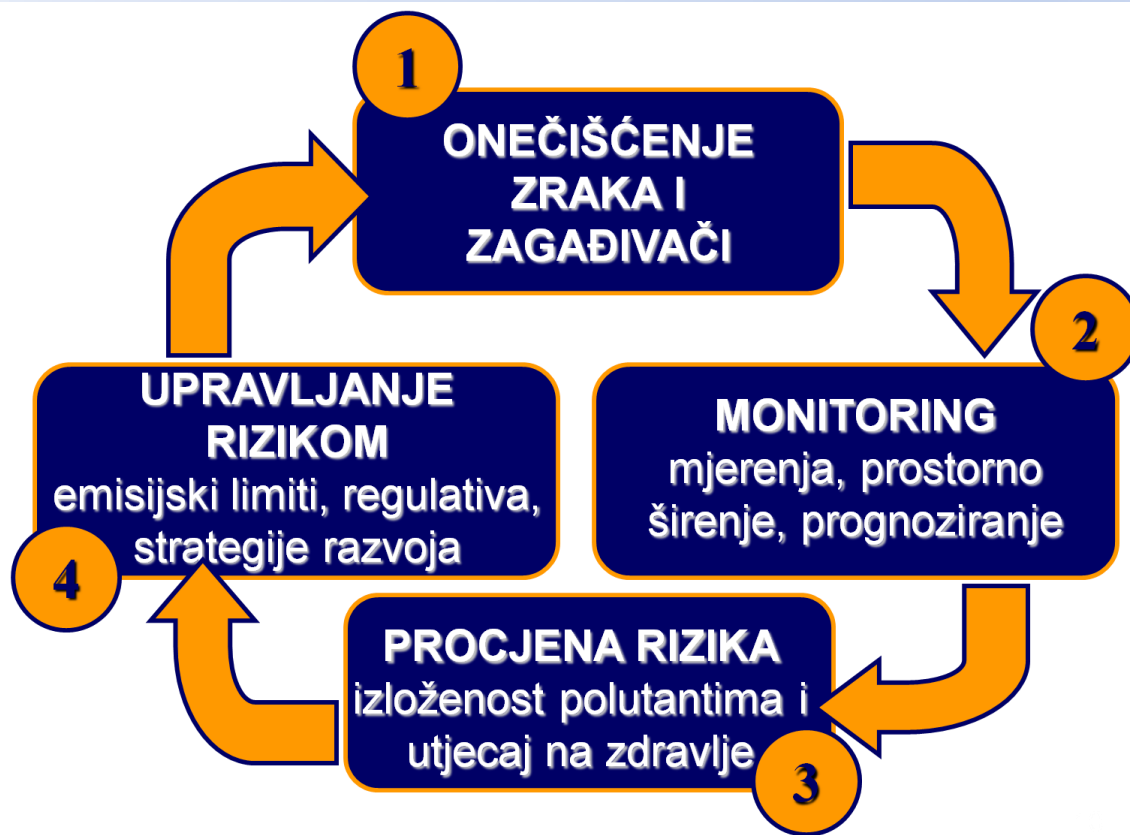 1
ONEČIŠĆENJE
ZRAKA I
ZAGAĐIVAČI
2
MONITORING
mjerenja, prostorno
širenje, prognoziranje
3
PROCJENA RIZIKA
izloženost polutantima i
utjecaj na zdravlje
4
UPRAVLJANJE
RIZIKOM
emisijski limiti, regulativa,
strategije razvoja